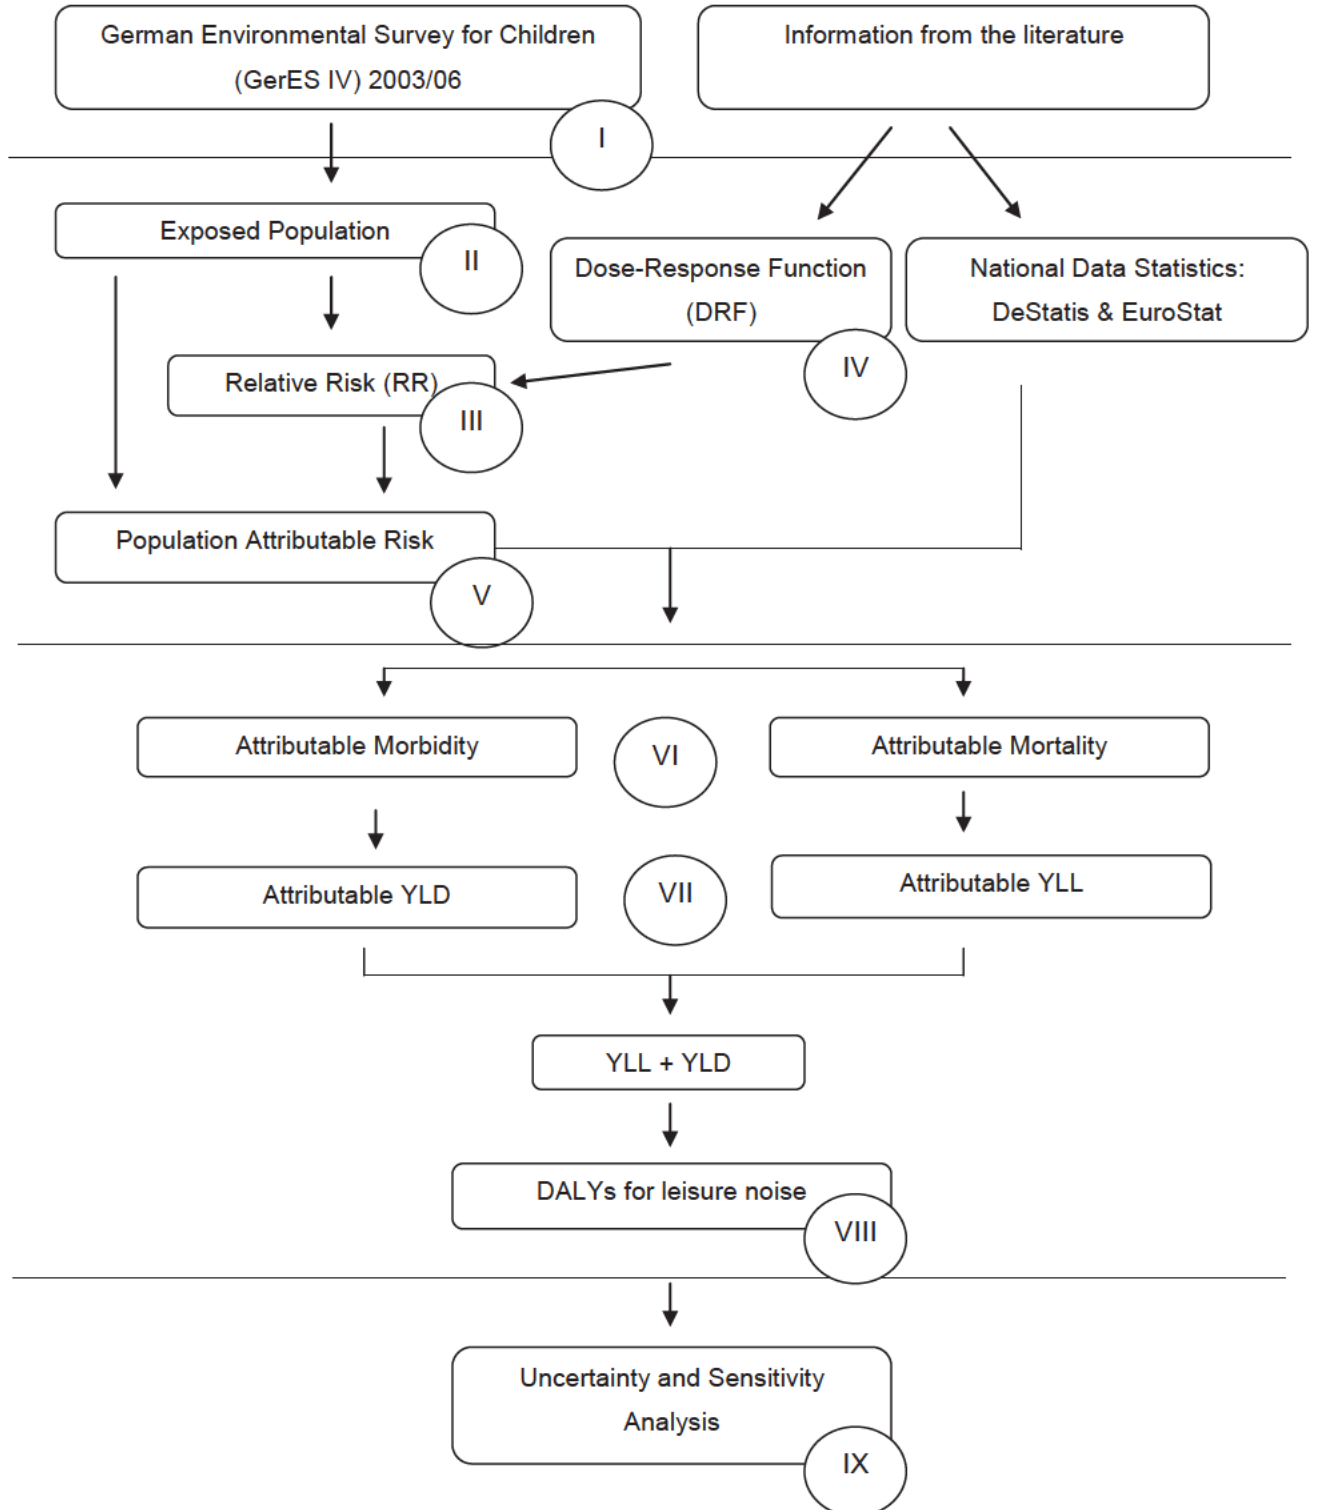 German Environmental Survey for Children
(GerES IV) 2003/06
Information from the literature
I
Exposed Population
II
Dose-Response Function
(DRF)
National Data Statistics:
DeStatis & EuroStat
IV
Relative Risk (RR)
III
Population Attributable Risk
V
Attributable Morbidity
VI
Attributable Mortality
Attributable YLD
VII
Attributable YLL
YLL + YLD
DALYs for leisure noise
VIII
Uncertainty and Sensitivity
Analysis
IX